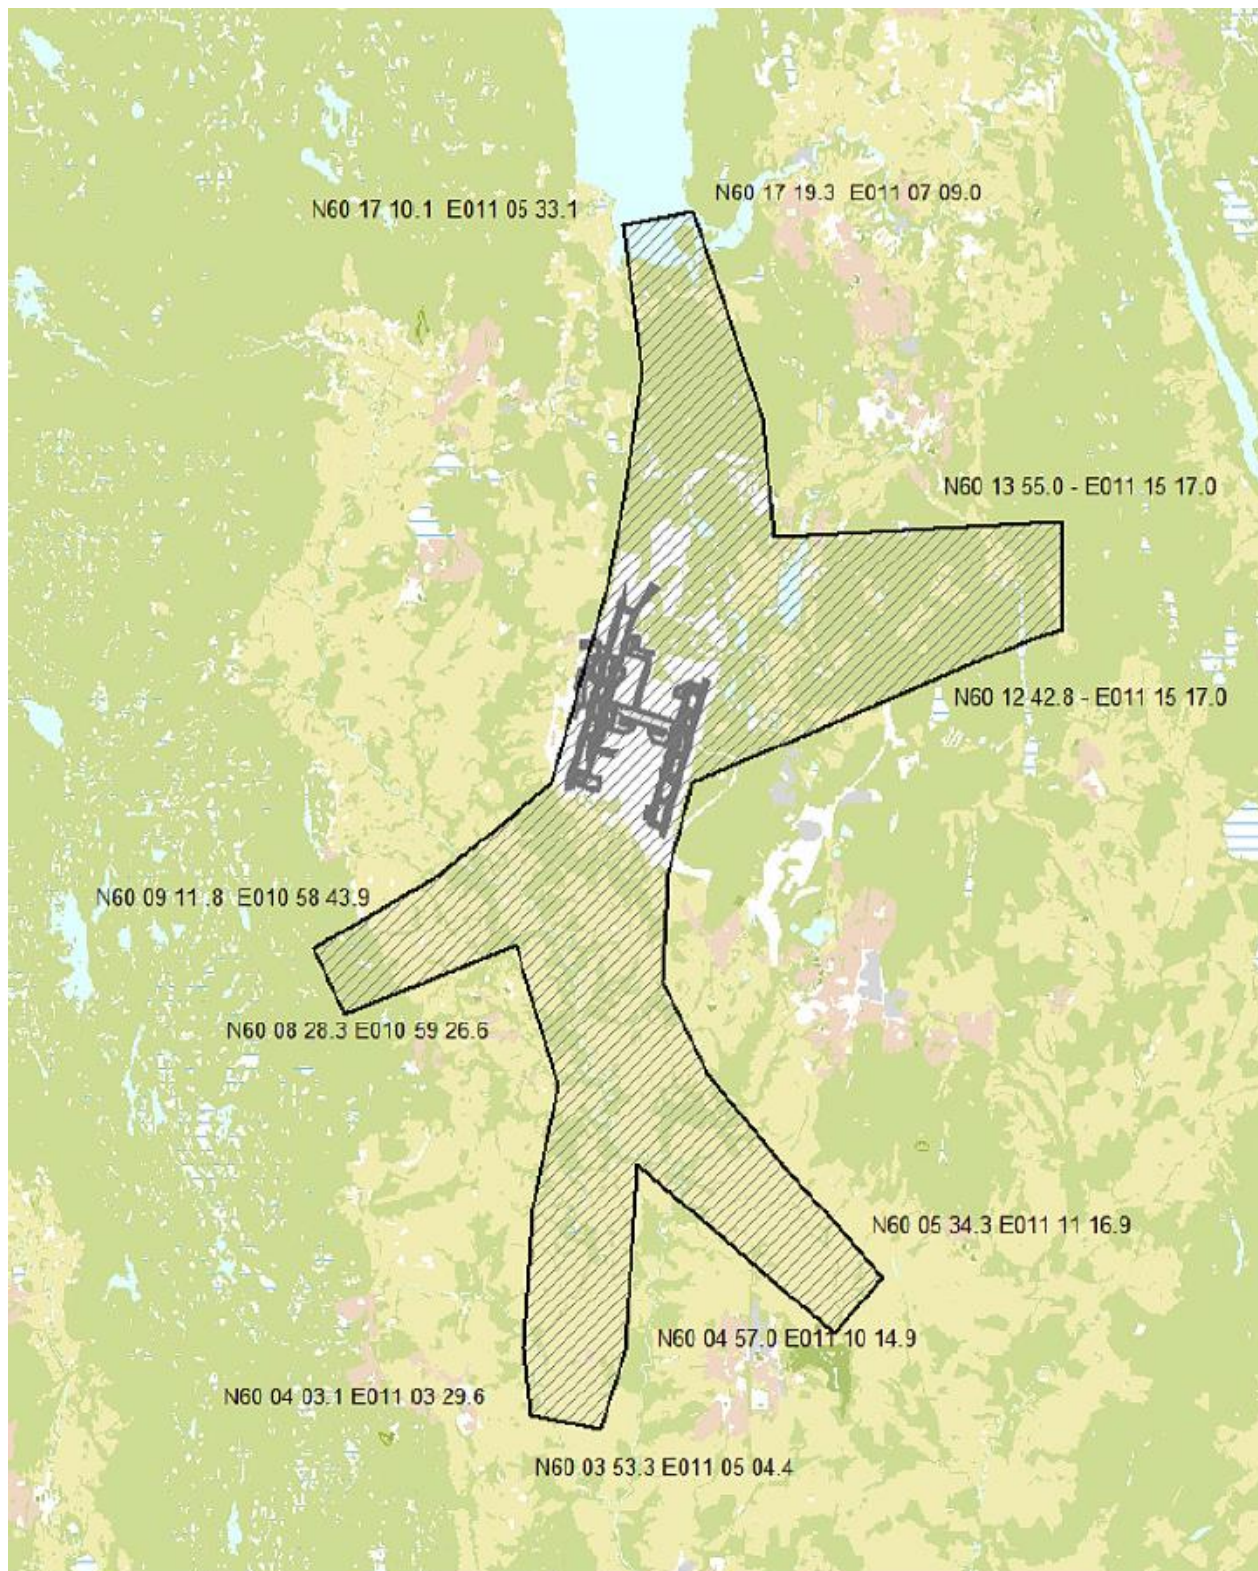 N60 17 19.3 E011 07 09.0
N60 17 10.1 E011 05 33.1
N60 13 55.0 - E011 15 17.0
N60 12 42.8 - E011 15 17.0
N60 09 11.8 E010 58 43.9
N60 08 28.3 E010 59 26.6
N60 05 34.3 E011 11 16.9
N60 04 57.0 E011 10 14.9
N60 04 03.1 E011 03 29.6
N60 03 53.3 E011 05 04.4